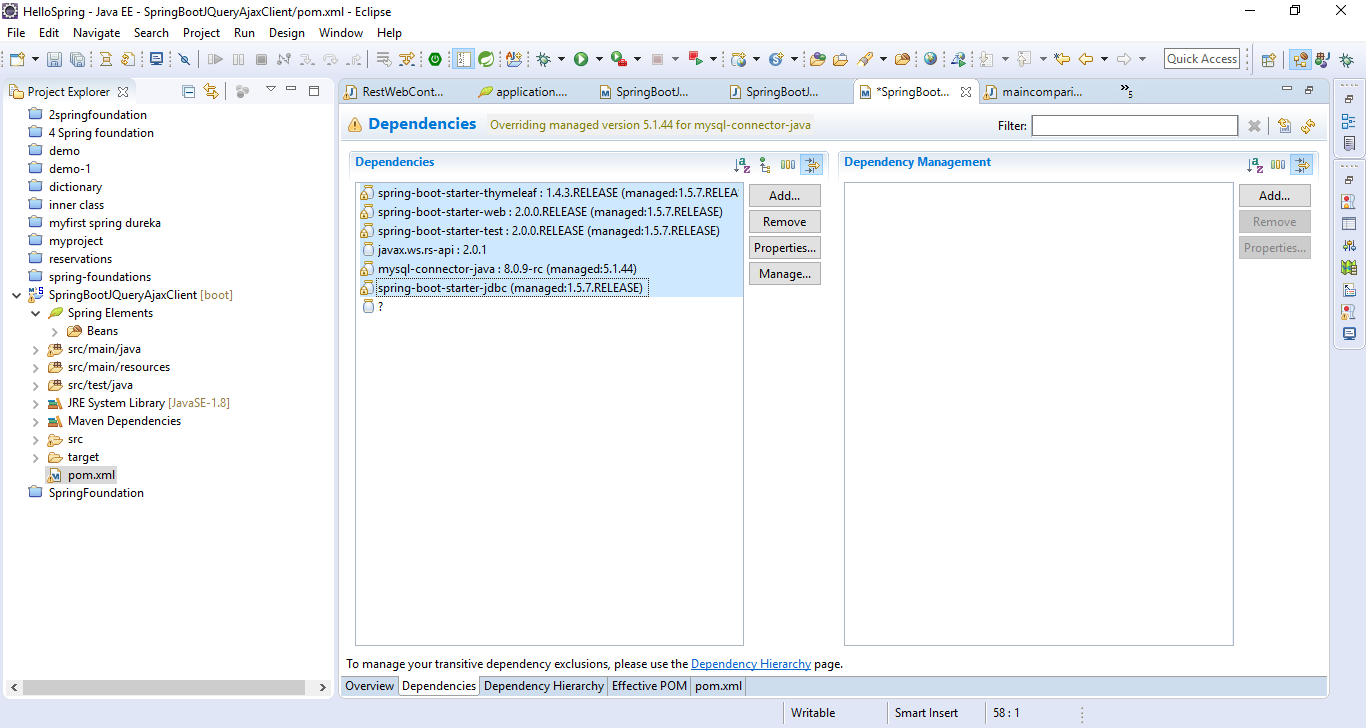 HelloSpring - Java EE - SpringBootJQueryAjaxClient/pom.xml - Eclipse
File Edit Navigate Search Project Run Design Window Help
Quick Access
Project Explorer
2springfoundation
4 Spring foundation
demo
demo-1
dictionary
inner class
myfirst spring dureka
myproject
reservations
spring-foundations
SpringBootJQueryAjaxClient [boot]
Spring Elements
Beans
src/main/java
src/main/resources
src/test/java
JRE System Library [JavaSE-1.8]
Maven Dependencies
src
target
pom.xml
SpringFoundation
RestWebCont... application.... SpringBootJ... SpringBootJ... *SpringBoot... maincompari... »5
Dependencies Overriding managed version 5.1.44 for mysql-connector-java
Filter:
Dependencies
spring-boot-starter-thymeleaf : 1.4.3.RELEASE (managed:1.5.7.RELEA
spring-boot-starter-web : 2.0.0.RELEASE (managed:1.5.7.RELEASE)
spring-boot-starter-test : 2.0.0.RELEASE (managed:1.5.7.RELEASE)
javax.ws.rs-api : 2.0.1
mysql-connector-java : 8.0.9-rc (managed:5.1.44)
spring-boot-starter-jdbc (managed:1.5.7.RELEASE)
?
Add...
Remove
Properties...
Manage...
Dependency Management
Add...
Remove
Properties...
To manage your transitive dependency exclusions, please use the Dependency Hierarchy page.
Overview Dependencies Dependency Hierarchy Effective POM pom.xml
Writable Smart Insert 58 : 1